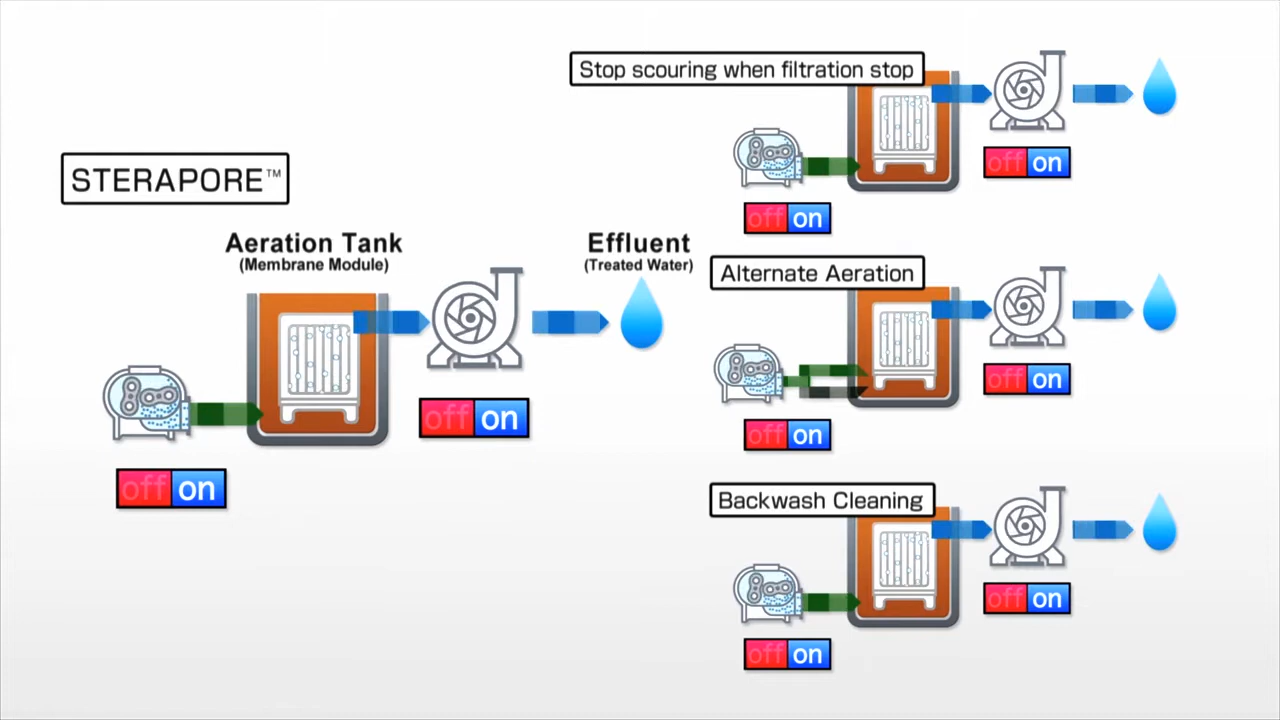 STERAPORE™
Aeration Tank
(Membrane Module)
Effluent
(Treated Water)
off on
off on
Stop scouring when filtration stop
off on
off on
Alternate Aeration
off on
off on
Backwash Cleaning
off on
off on